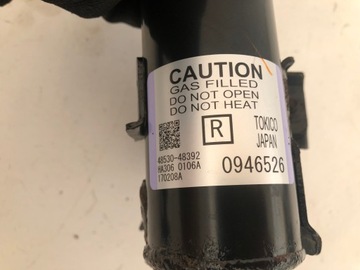 CAUTION
GAS FILLED
DO NOT OPEN
DO NOT HEAT
R
TOKICO
JAPAN
48530-48392
HA306 0106A
170208A
0946526